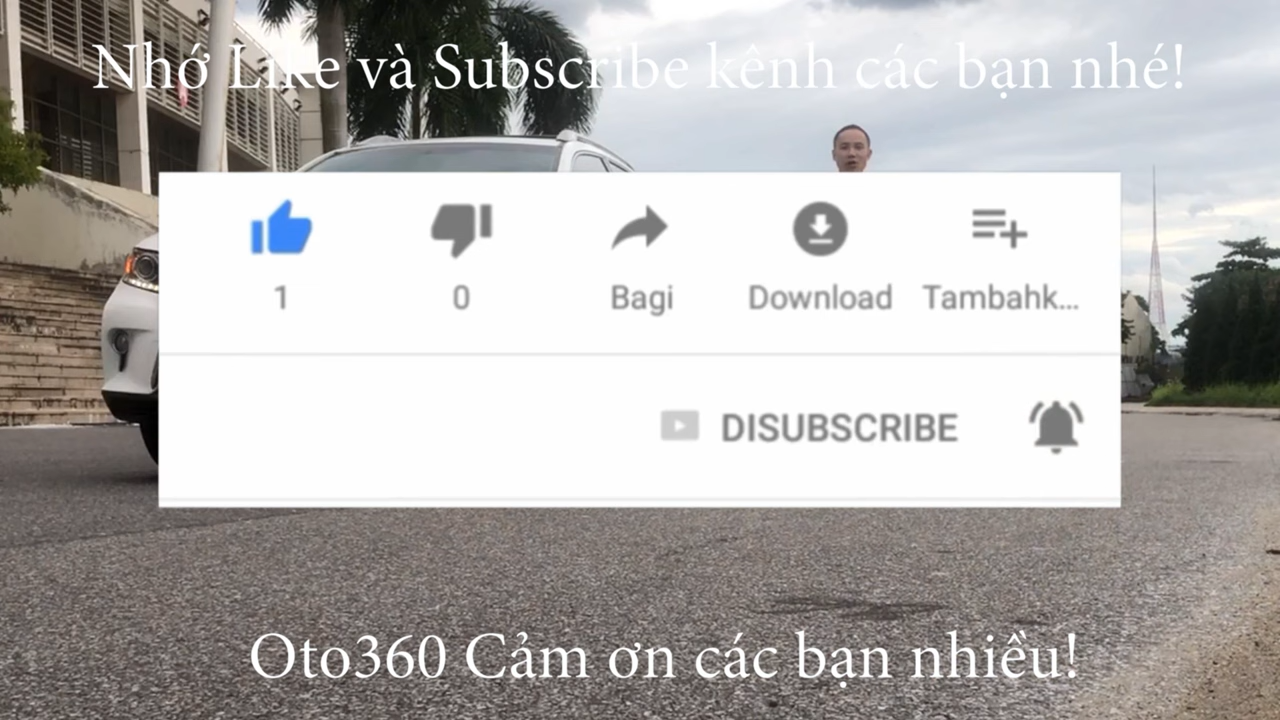 Nhớ Like và Subscribe kênh các bạn nhé!
1 0 Bagi Download Tambahk...
DISUBSCRIBE
Oto360 Cảm ơn các bạn nhiều!